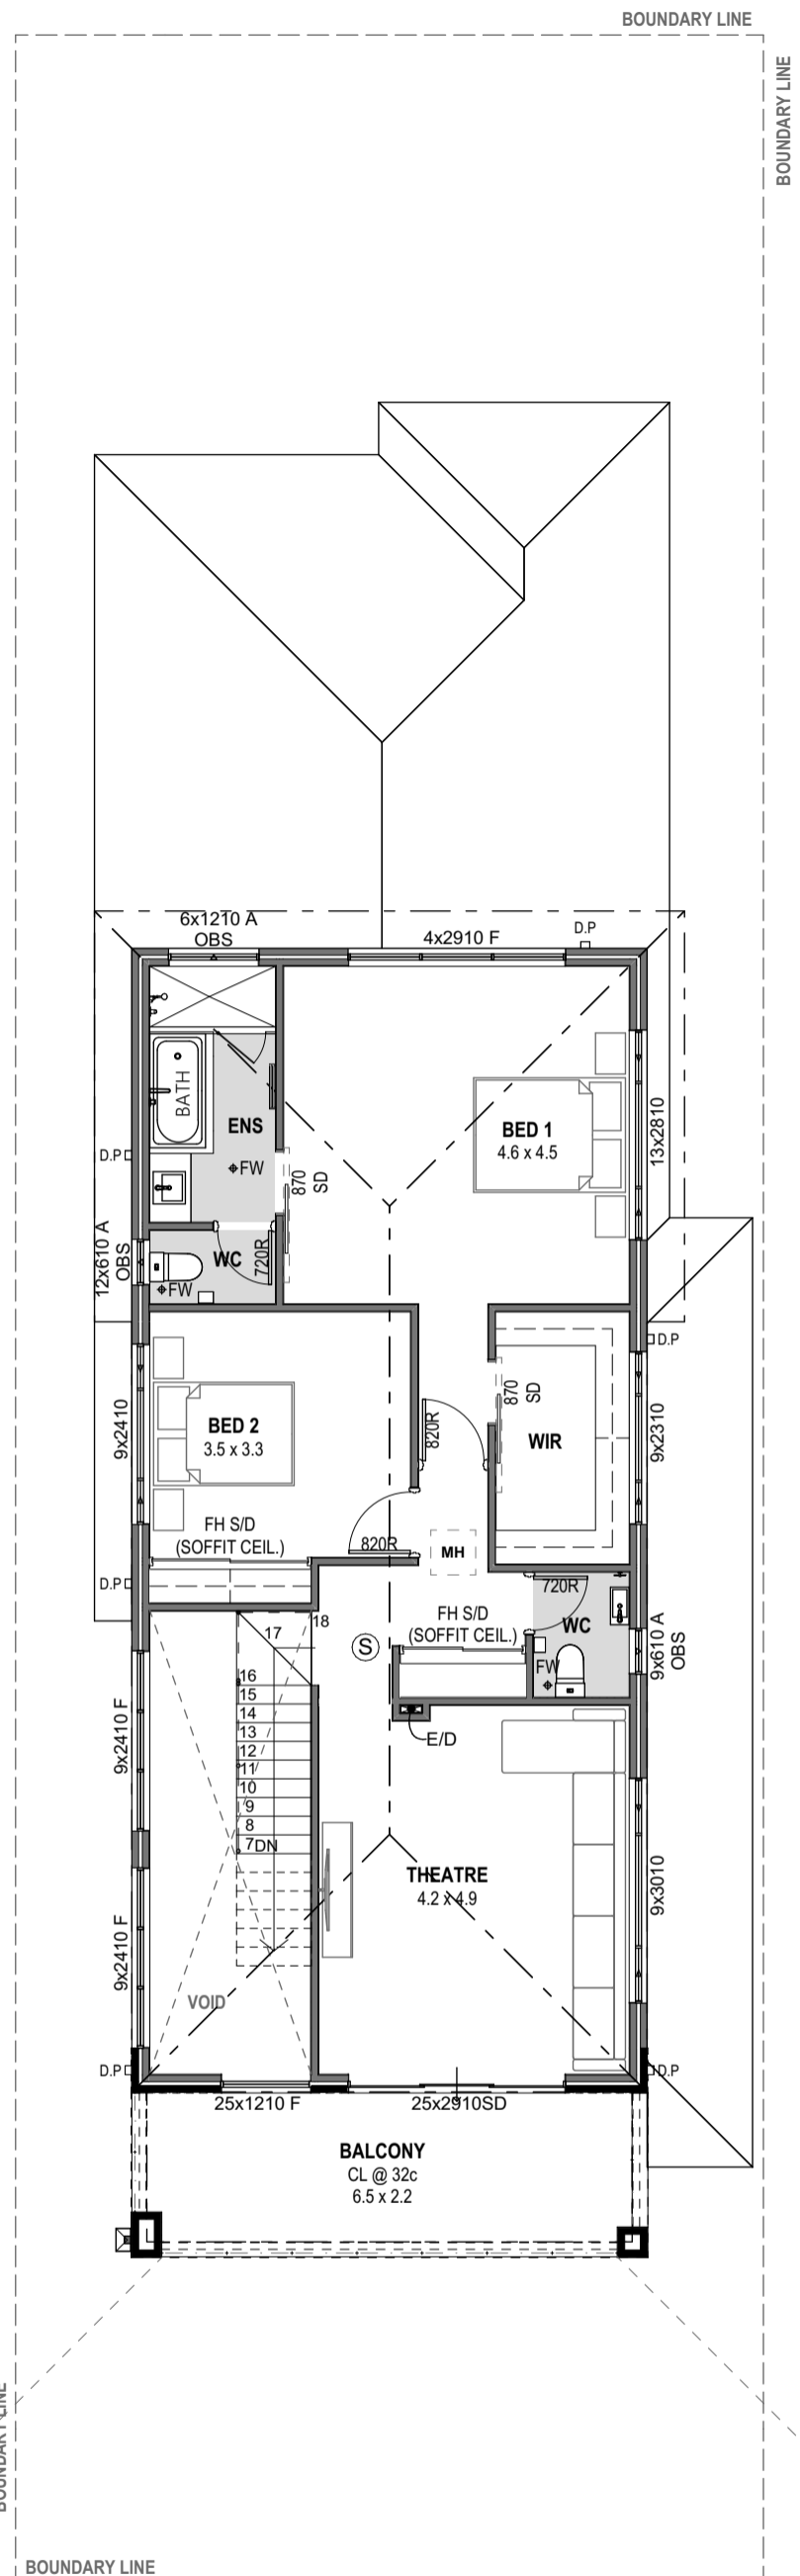 BOUNDARY LINE
BOUNDARY LINE
6x1210 A
OBS
4x2910 F
D.P
BATH
ENS
FW
D.P
870
SD
BED 1
4.6 x 4.5
13x2810
12x610 A
OBS
WC
720R
FW
D.P
9x2410
BED 2
3.5 x 3.3
820R
870
SD
WIR
9x2310
FH S/D
(SOFFIT CEIL.)
820R
MH
D.P
720R
WC
FH S/D
(SOFFIT CEIL.)
S
FW
9x610 A
OBS
18
17
16
15
14
13
12
11
10
9
8
7
DN
E/D
9x2410 F
THEATRE
4.2 x 4.9
9x3010
9x2410 F
VOID
D.P
D.P
25x1210 F
25x2910SD
BALCONY
CL @ 32c
6.5 x 2.2
BOUNDARY LINE
BOUNDARY LINE